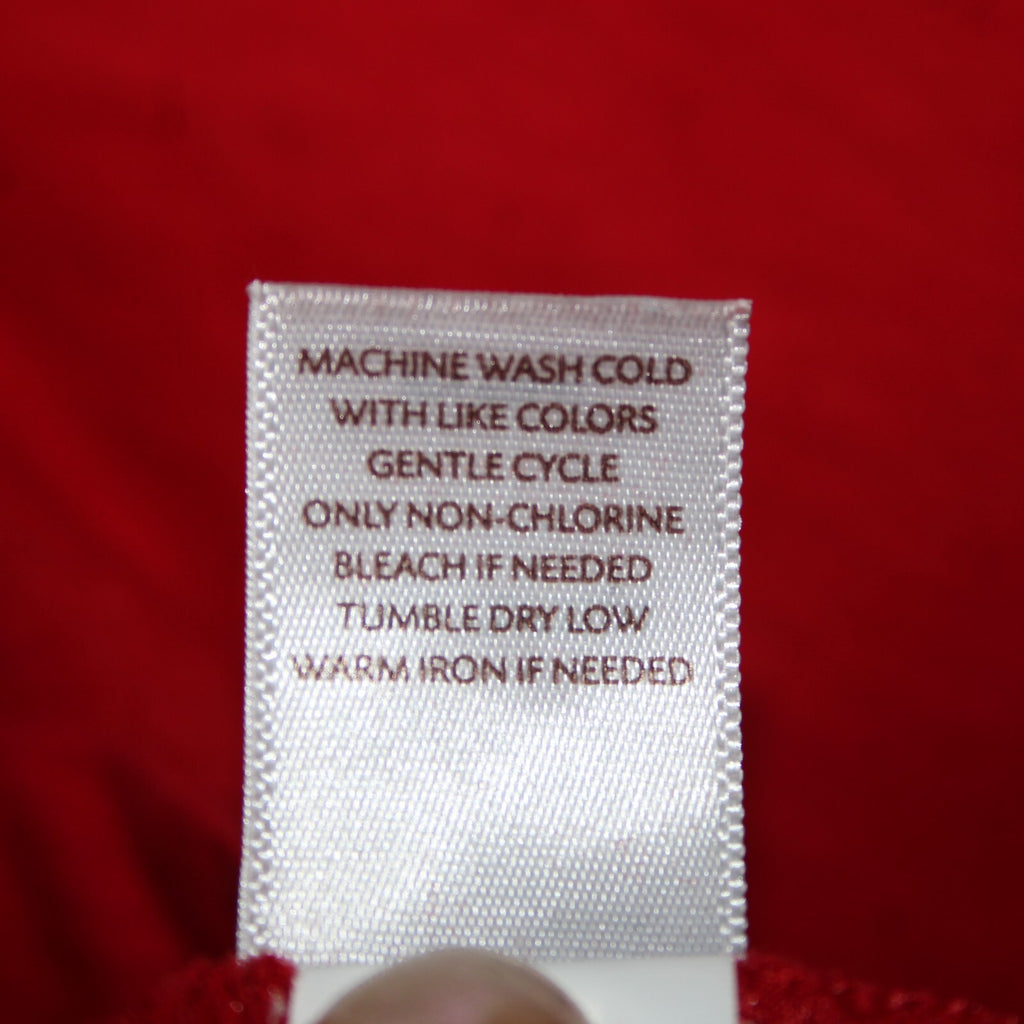 MACHINE WASH COLD
WITH LIKE COLORS
GENTLE CYCLE
ONLY NON-CHLORINE
BLEACH IF NEEDED
TUMBLE DRY LOW
WARM IRON IF NEEDED